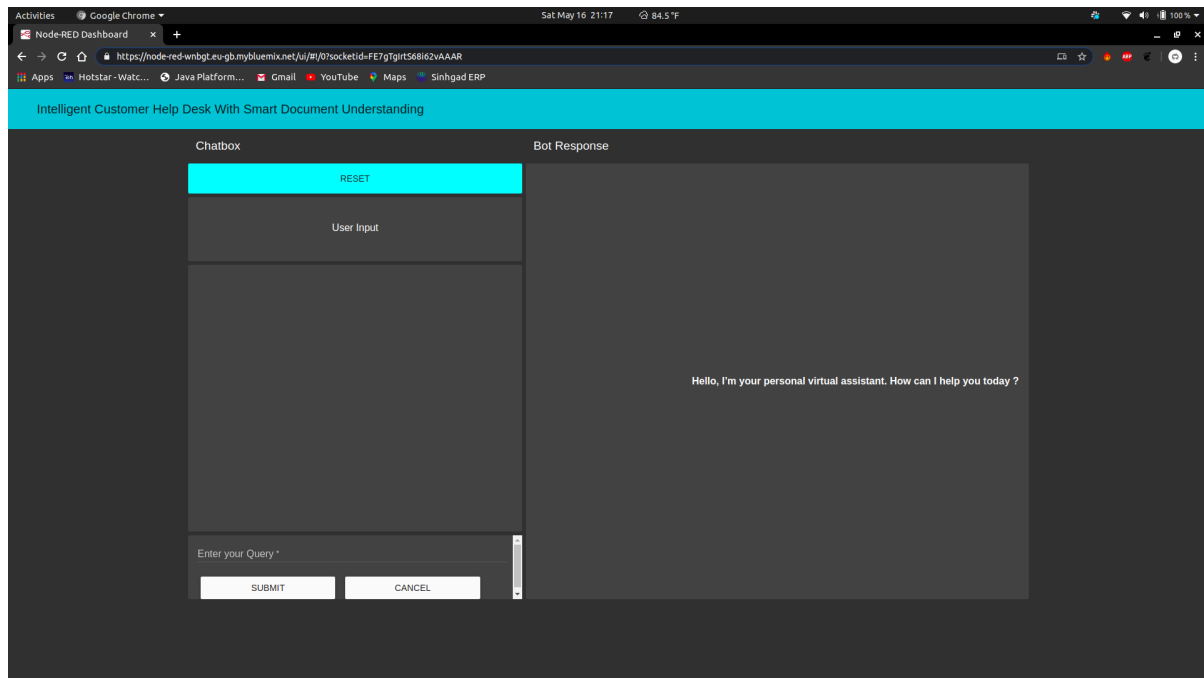 Activities Google Chrome Sat May 16 21:17 84.5 °F 100 %
Node-RED Dashboard
https://node-red-wnbgt.eu-gb.mybluemix.net/ui/#!/0?socketid=FE7gTgIrtS68i62vAAAR
Apps Hotstar - Watc... Java Platform... Gmail YouTube Maps Sinhgad ERP
Intelligent Customer Help Desk With Smart Document Understanding
Chatbox Bot Response
RESET
User Input
Hello, I'm your personal virtual assistant. How can I help you today ?
Enter your Query *
SUBMIT CANCEL